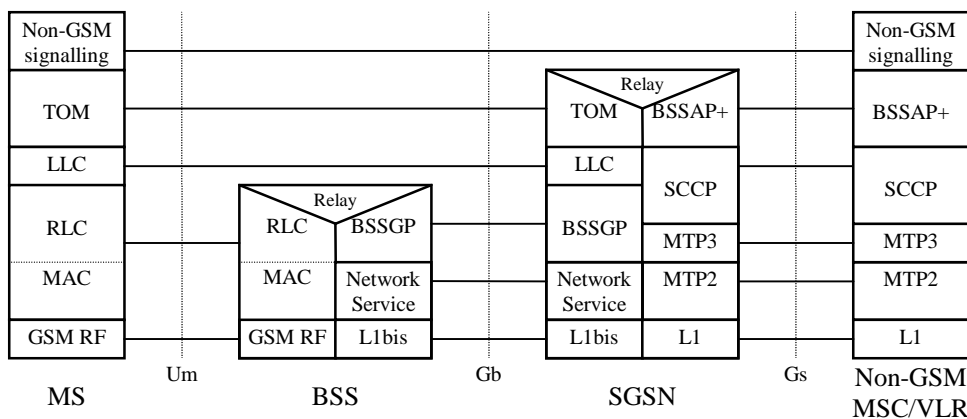 Non-GSM
signalling
TOM
LLC
RLC
MAC
GSM RF
MS
Um
Relay
RLC
BSSGP
MAC
Network
Service
GSM RF
L1bis
BSS
Gb
Relay
TOM
BSSAP+
LLC
SCCP
BSSGP
MTP3
Network
Service
MTP2
L1bis
L1
SGSN
Gs
Non-GSM
signalling
BSSAP+
SCCP
MTP3
MTP2
L1
Non-GSM
MSC/VLR